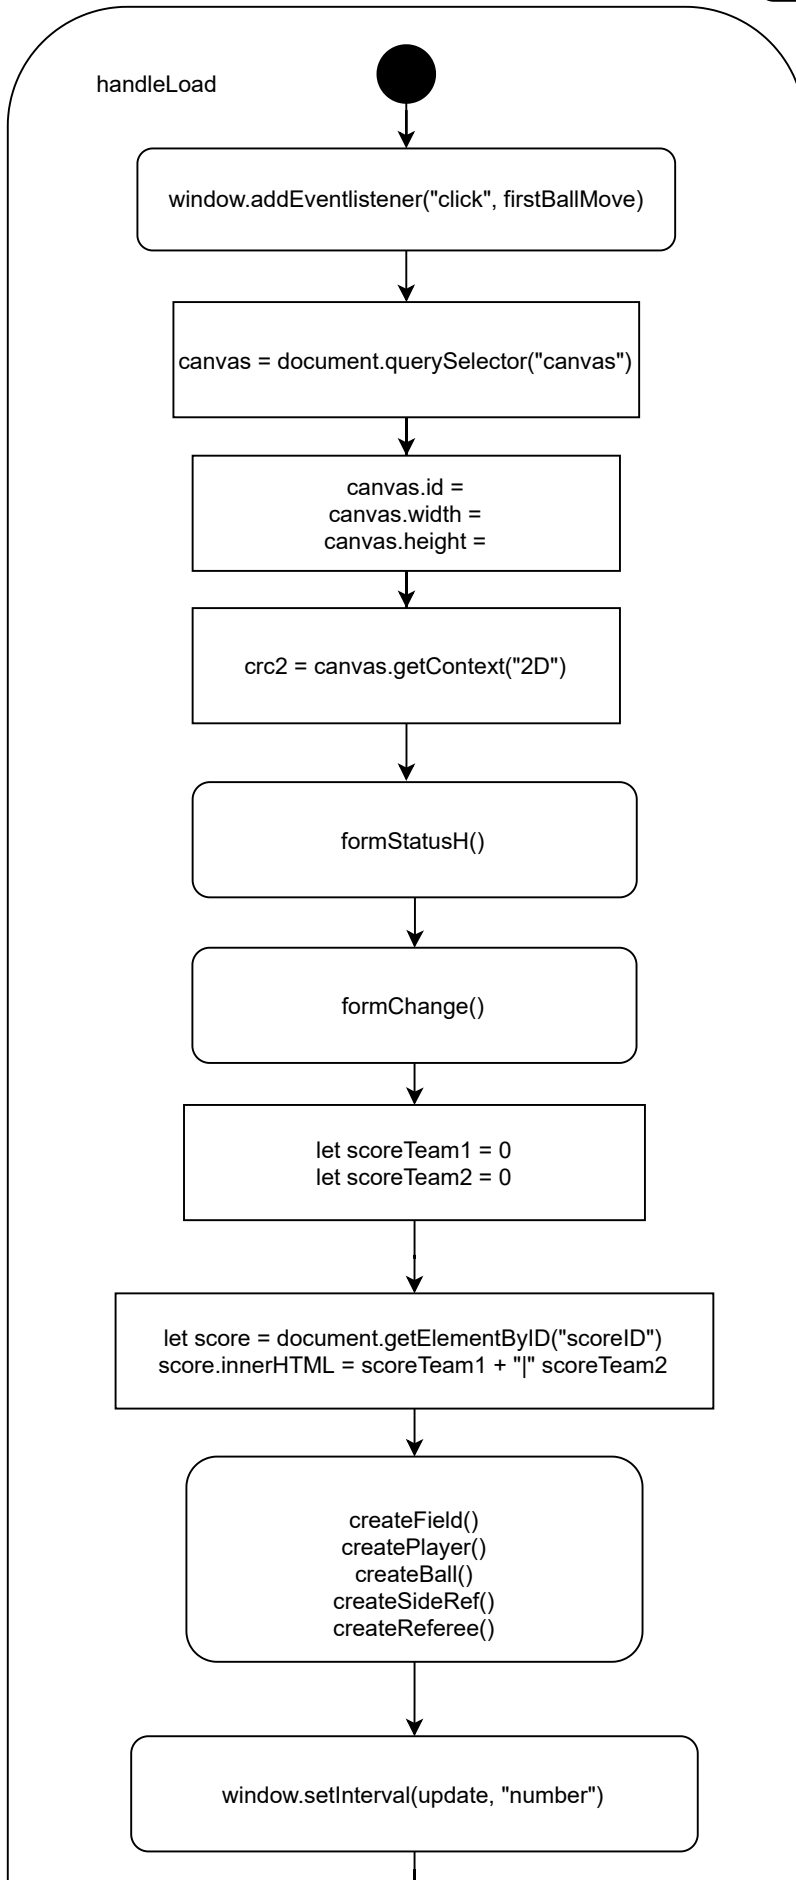 handleLoad
window.addEventlistener("click", firstBallMove)
canvas = document.querySelector("canvas")
canvas.id =
canvas.width =
canvas.height =
crc2 = canvas.getContext("2D")
formStatusH()
formChange()
let scoreTeam1 = 0
let scoreTeam2 = 0
let score = document.getElementByID("scoreID")
score.innerHTML = scoreTeam1 + "|" scoreTeam2
createField()
createPlayer()
createBall()
createSideRef()
createReferee()
window.setInterval(update, "number")